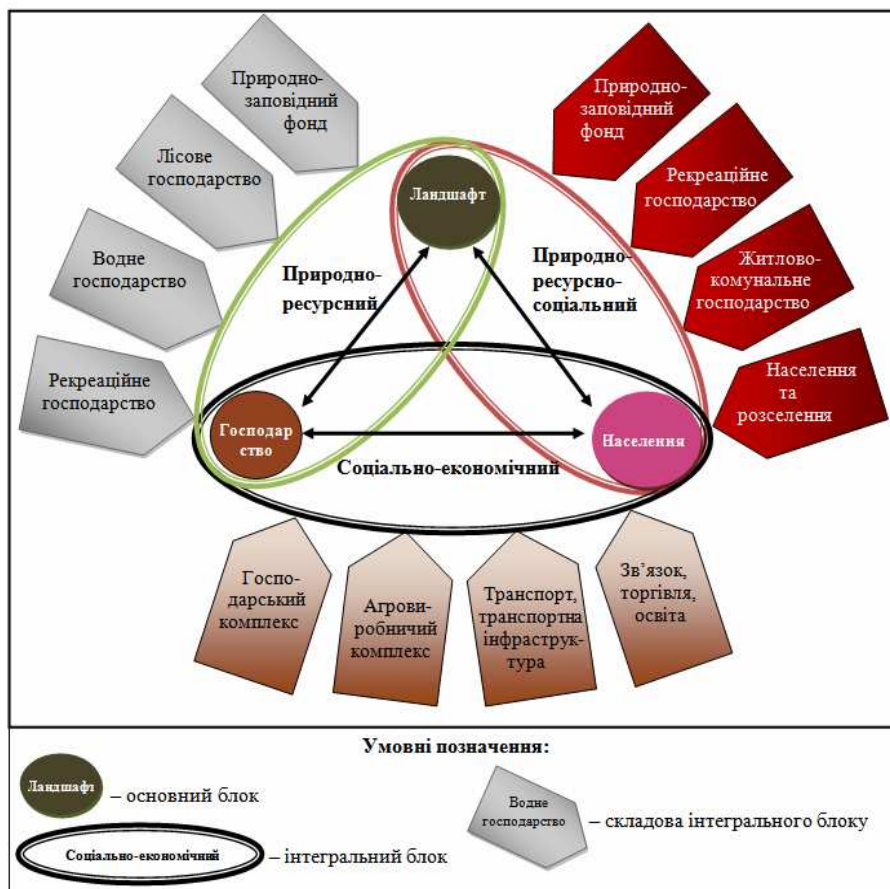 Природно-
заповідний
фонд
Лісове
господарство
Водне
господарство
Рекреаційне
господарство
Природно-
заповідний
фонд
Рекреаційне
господарство
Житлово-
комунальне
господарство
Населення
та
розселення
Ландшафт
Природно-
ресурсний
Природно-
ресурсно-
соціальний
Господар
ство
Населення
Соціально-економічний
Госпо-
дарський
комплекс
Агрови-
робничий
комплекс
Транспорт,
транспортна
інфраструк-
тура
Зв’язок,
торгівля,
освіта
Умовні позначення:
Ландшафт
– основний блок
Соціально-економічний
– інтегральний блок
Водне
господарство
– складова інтегрального блоку